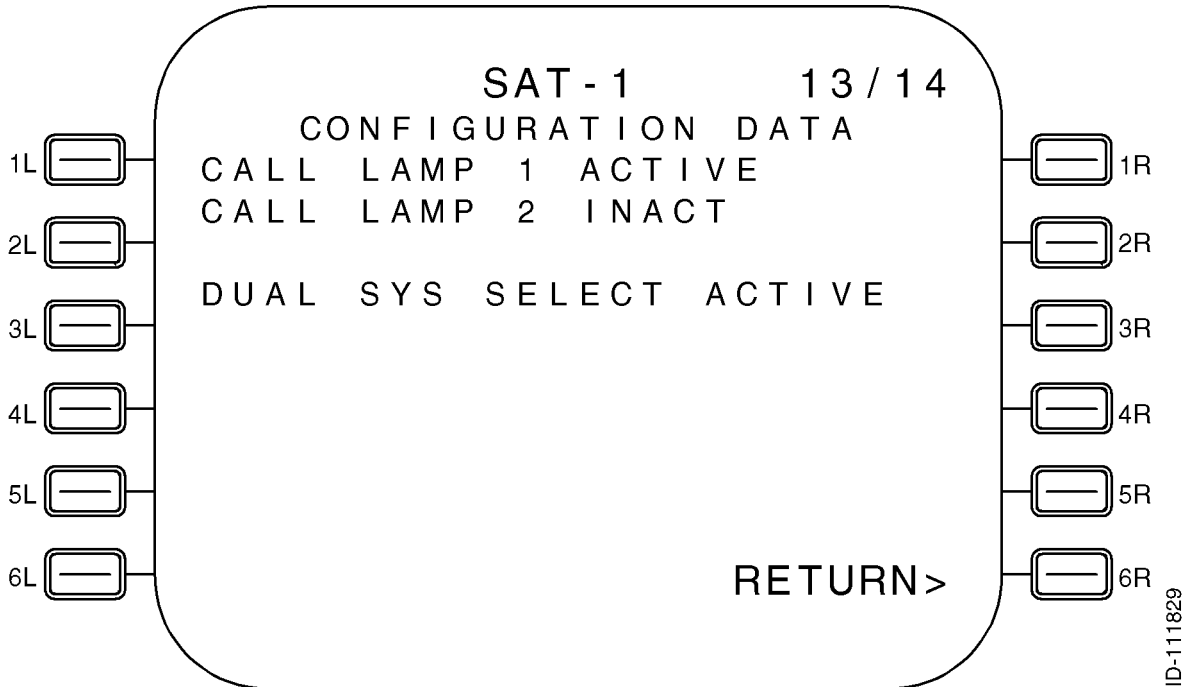 SAT-1 13/14
CONFIGURATION DATA
1L CALL LAMP 1 ACTIVE 1R
CALL LAMP 2 INACT
2L 2R
DUAL SYS SELECT ACTIVE
3L 3R
4L 4R
5L 5R
6L RETURN> 6R
ID-111829